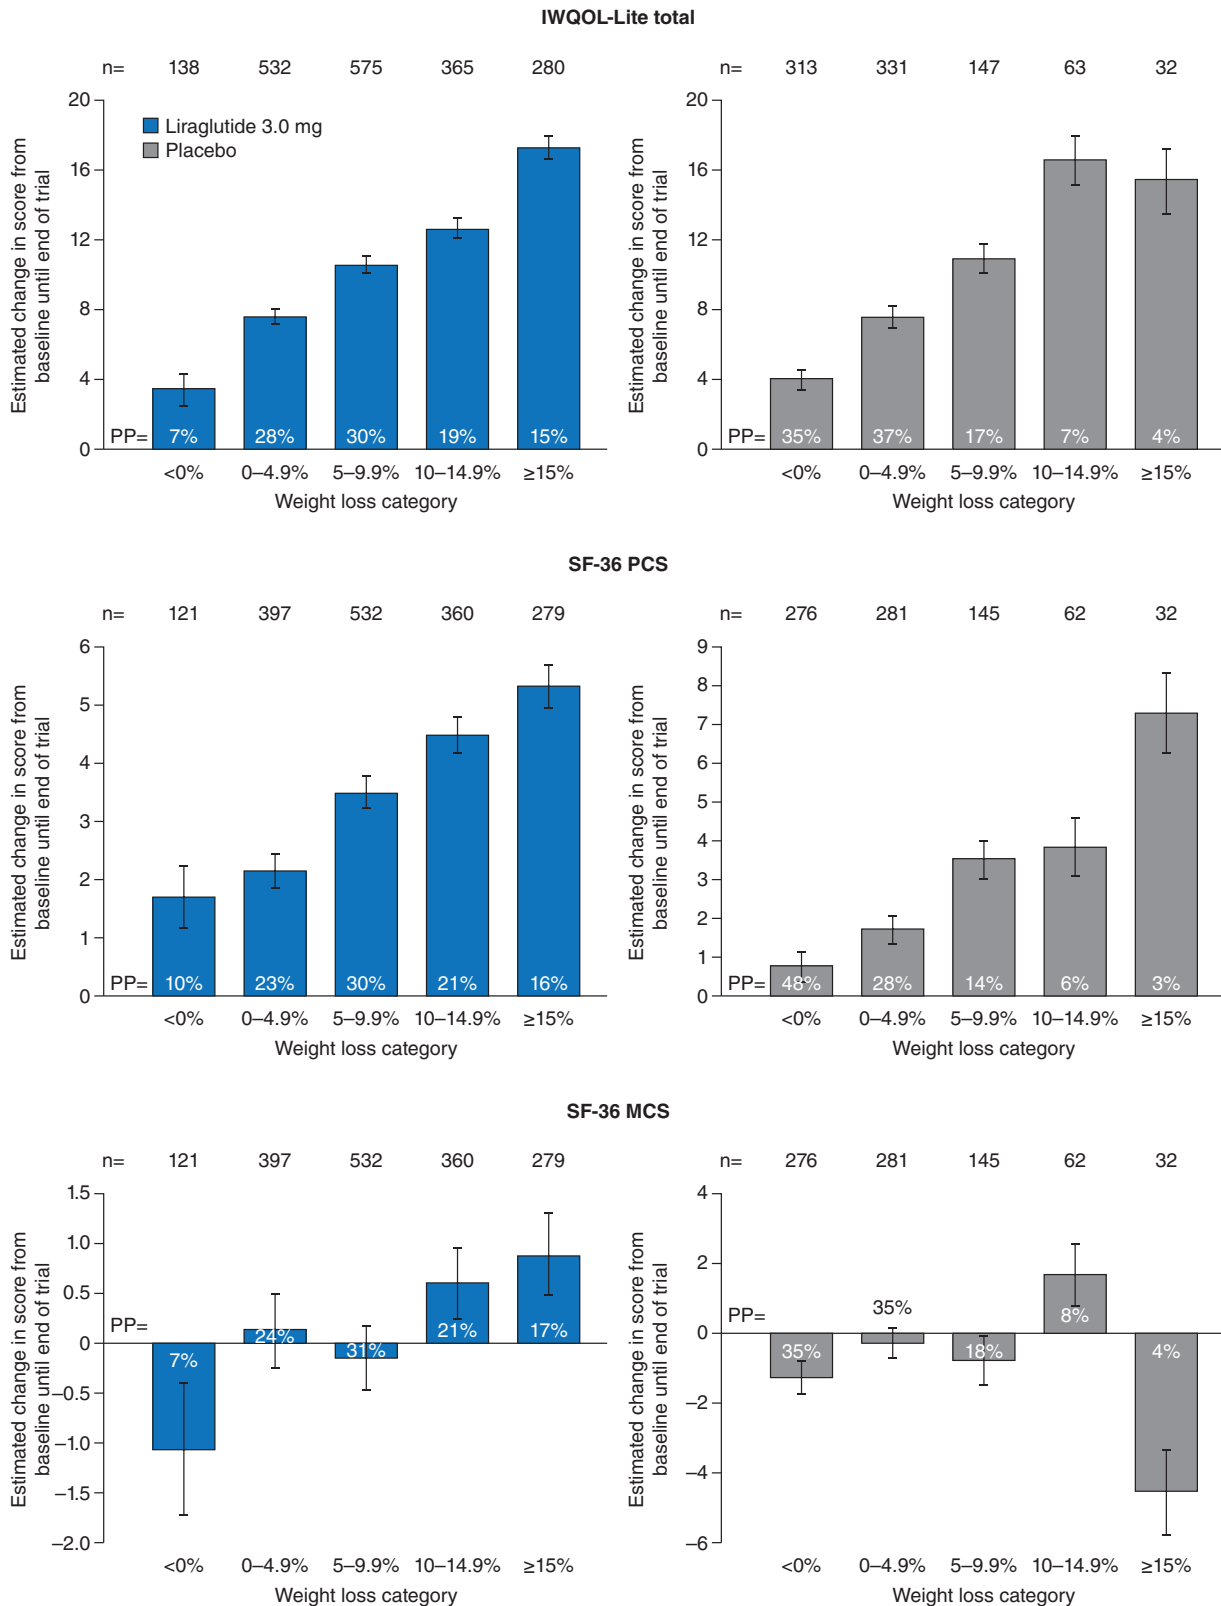 IWQOL-Lite total
n= 138 532 575 365 280
n= 313 331 147 63 32
Estimated change in score from
baseline until end of trial
20
16
12
8
4
0
Liraglutide 3.0 mg
Placebo
PP= 7% 28% 30% 19% 15%
<0% 0–4.9% 5–9.9% 10–14.9% ≥15%
Weight loss category
Estimated change in score from
baseline until end of trial
20
16
12
8
4
0
PP= 35% 37% 17% 7% 4%
<0% 0–4.9% 5–9.9% 10–14.9% ≥15%
Weight loss category
SF-36 PCS
n= 121 397 532 360 279
n= 276 281 145 62 32
Estimated change in score from
baseline until end of trial
6
5
4
3
2
1
0
PP= 10% 23% 30% 21% 16%
<0% 0–4.9% 5–9.9% 10–14.9% ≥15%
Weight loss category
Estimated change in score from
baseline until end of trial
9
8
7
6
5
4
3
2
1
0
PP= 48% 28% 14% 6% 3%
<0% 0–4.9% 5–9.9% 10–14.9% ≥15%
Weight loss category
SF-36 MCS
n= 121 397 532 360 279
n= 276 281 145 62 32
Estimated change in score from
baseline until end of trial
1.5
1.0
0.5
0
–0.5
–1.0
–1.5
–2.0
PP= 7% 24% 31% 21% 17%
<0% 0–4.9% 5–9.9% 10–14.9% ≥15%
Weight loss category
Estimated change in score from
baseline until end of trial
4
2
0
–2
–4
–6
PP= 35% 35% 18% 8% 4%
<0% 0–4.9% 5–9.9% 10–14.9% ≥15%
Weight loss category